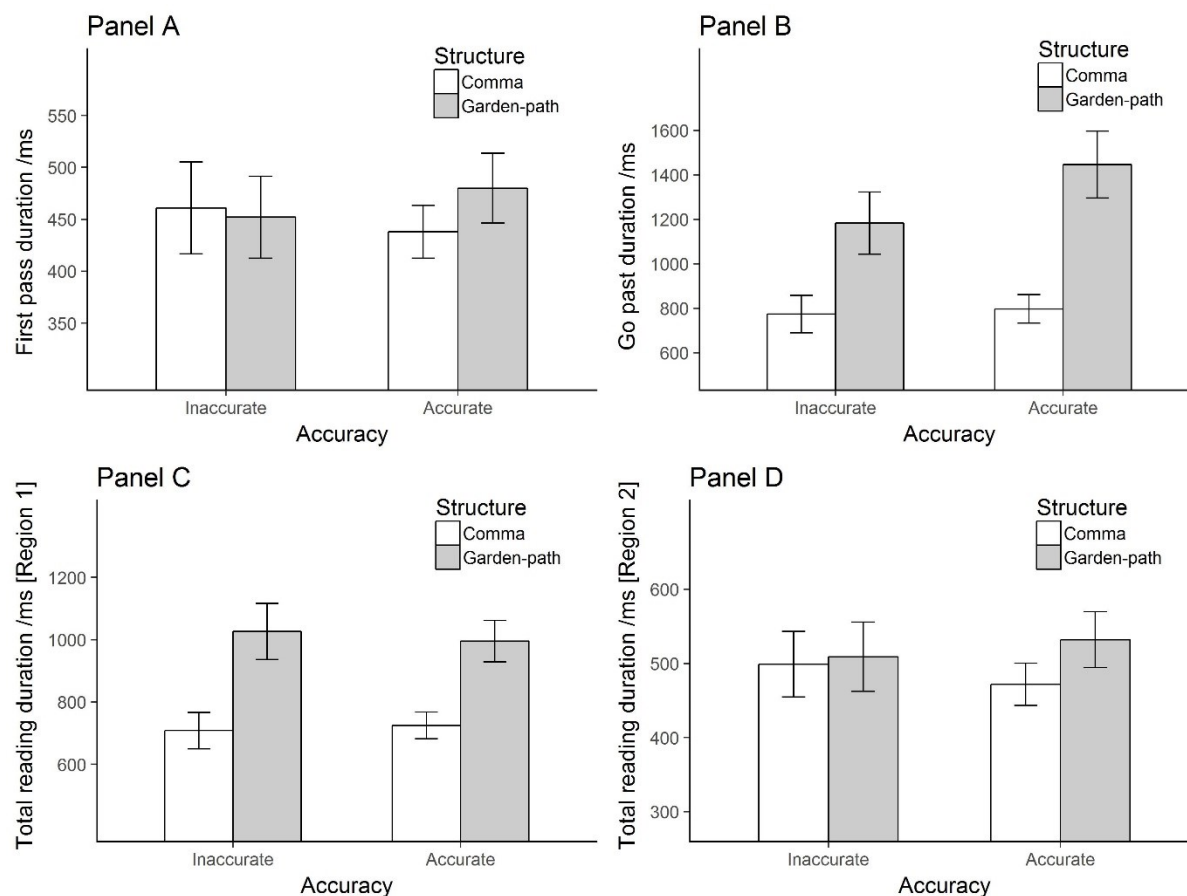 Panel A
Structure
Comma
Garden-path
First pass duration /ms
550
500
450
400
350
Inaccurate
Accurate
Accuracy
Panel B
Structure
Comma
Garden-path
Go past duration /ms
1600
1400
1200
1000
800
600
Inaccurate
Accurate
Accuracy
Panel C
Structure
Comma
Garden-path
Total reading duration /ms [Region 1]
1200
1000
800
600
Inaccurate
Accurate
Accuracy
Panel D
Structure
Comma
Garden-path
Total reading duration /ms [Region 2]
600
500
400
300
Inaccurate
Accurate
Accuracy